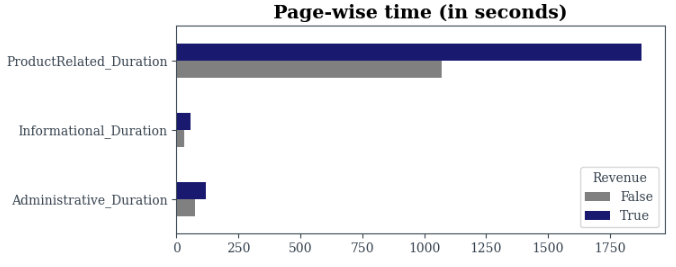 Page-wise time (in seconds)
ProductRelated_Duration
Informational_Duration
Administrative_Duration
Revenue
False
True
0 250 500 750 1000 1250 1500 1750